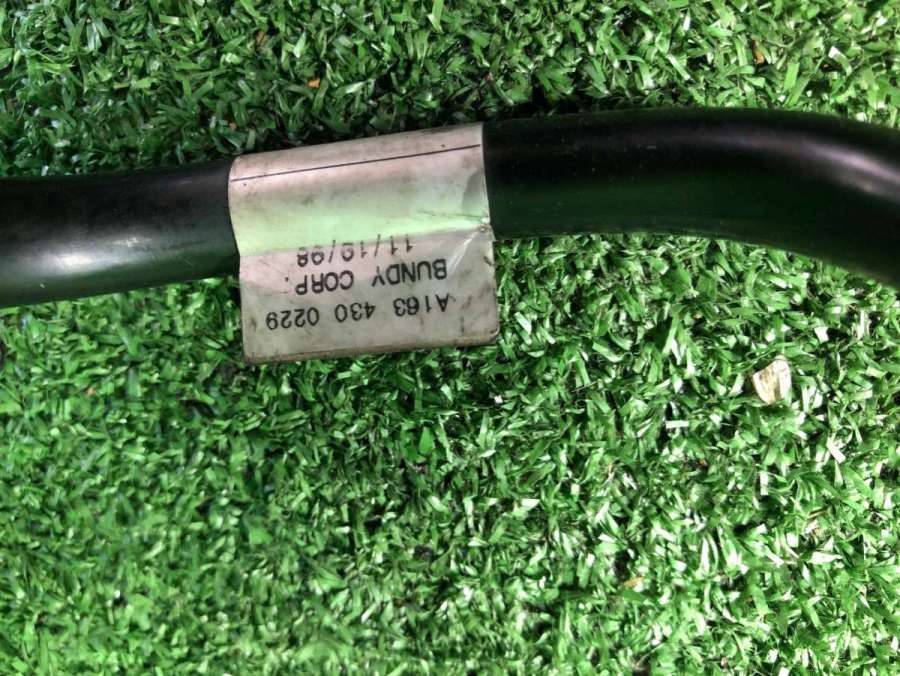 A163 430 0229
BUNDY CORP.
11/19/98